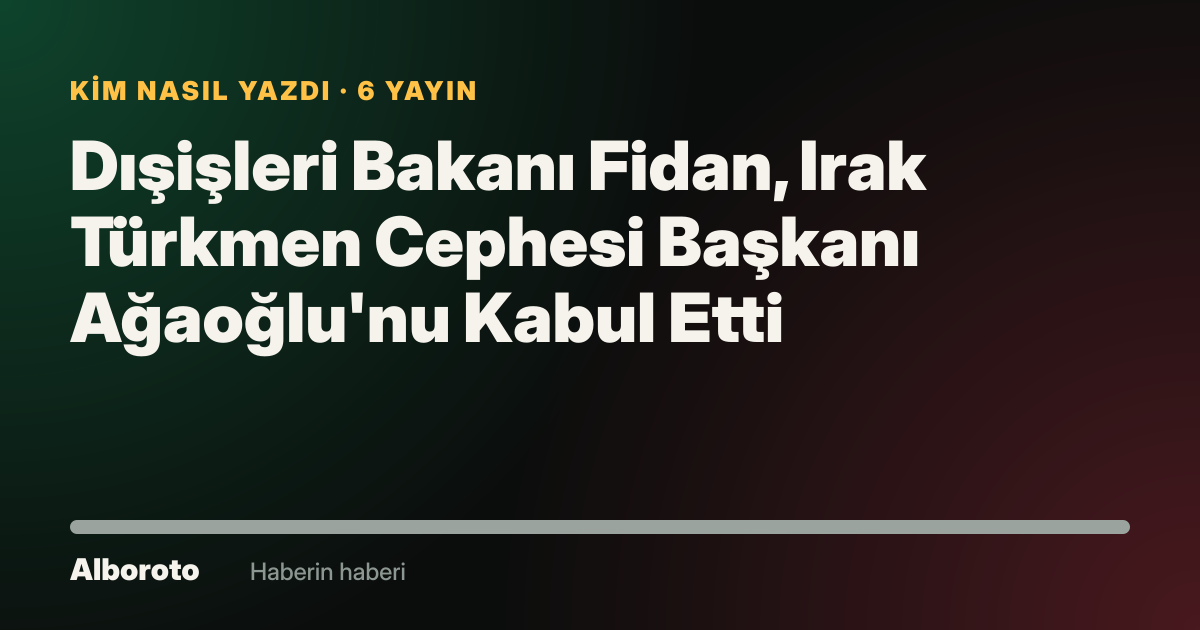 KİM NASIL YAZDI · 6 YAYIN
Dışişleri Bakanı Fidan, Irak
Türkmen Cephesi Başkanı
Ağaoğlu'nu Kabul Etti
Alboroto
Haberin haberi